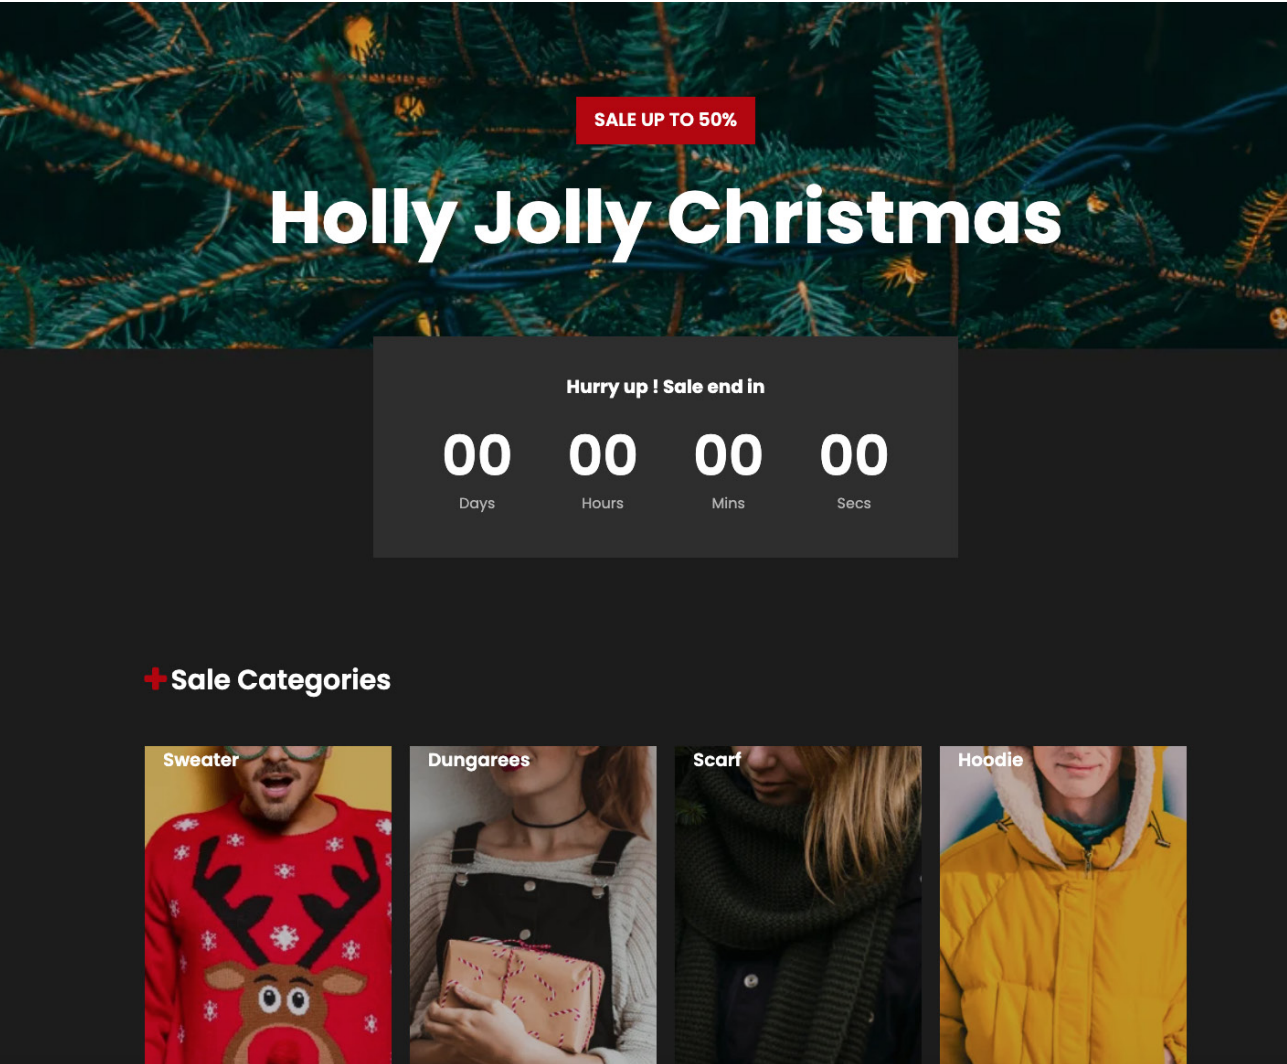 SALE UP TO 50%
Holly Jolly Christmas
Hurry up ! Sale end in
00 00 00 00
Days Hours Mins Secs
Sale Categories
Sweater Dungarees Scarf Hoodie